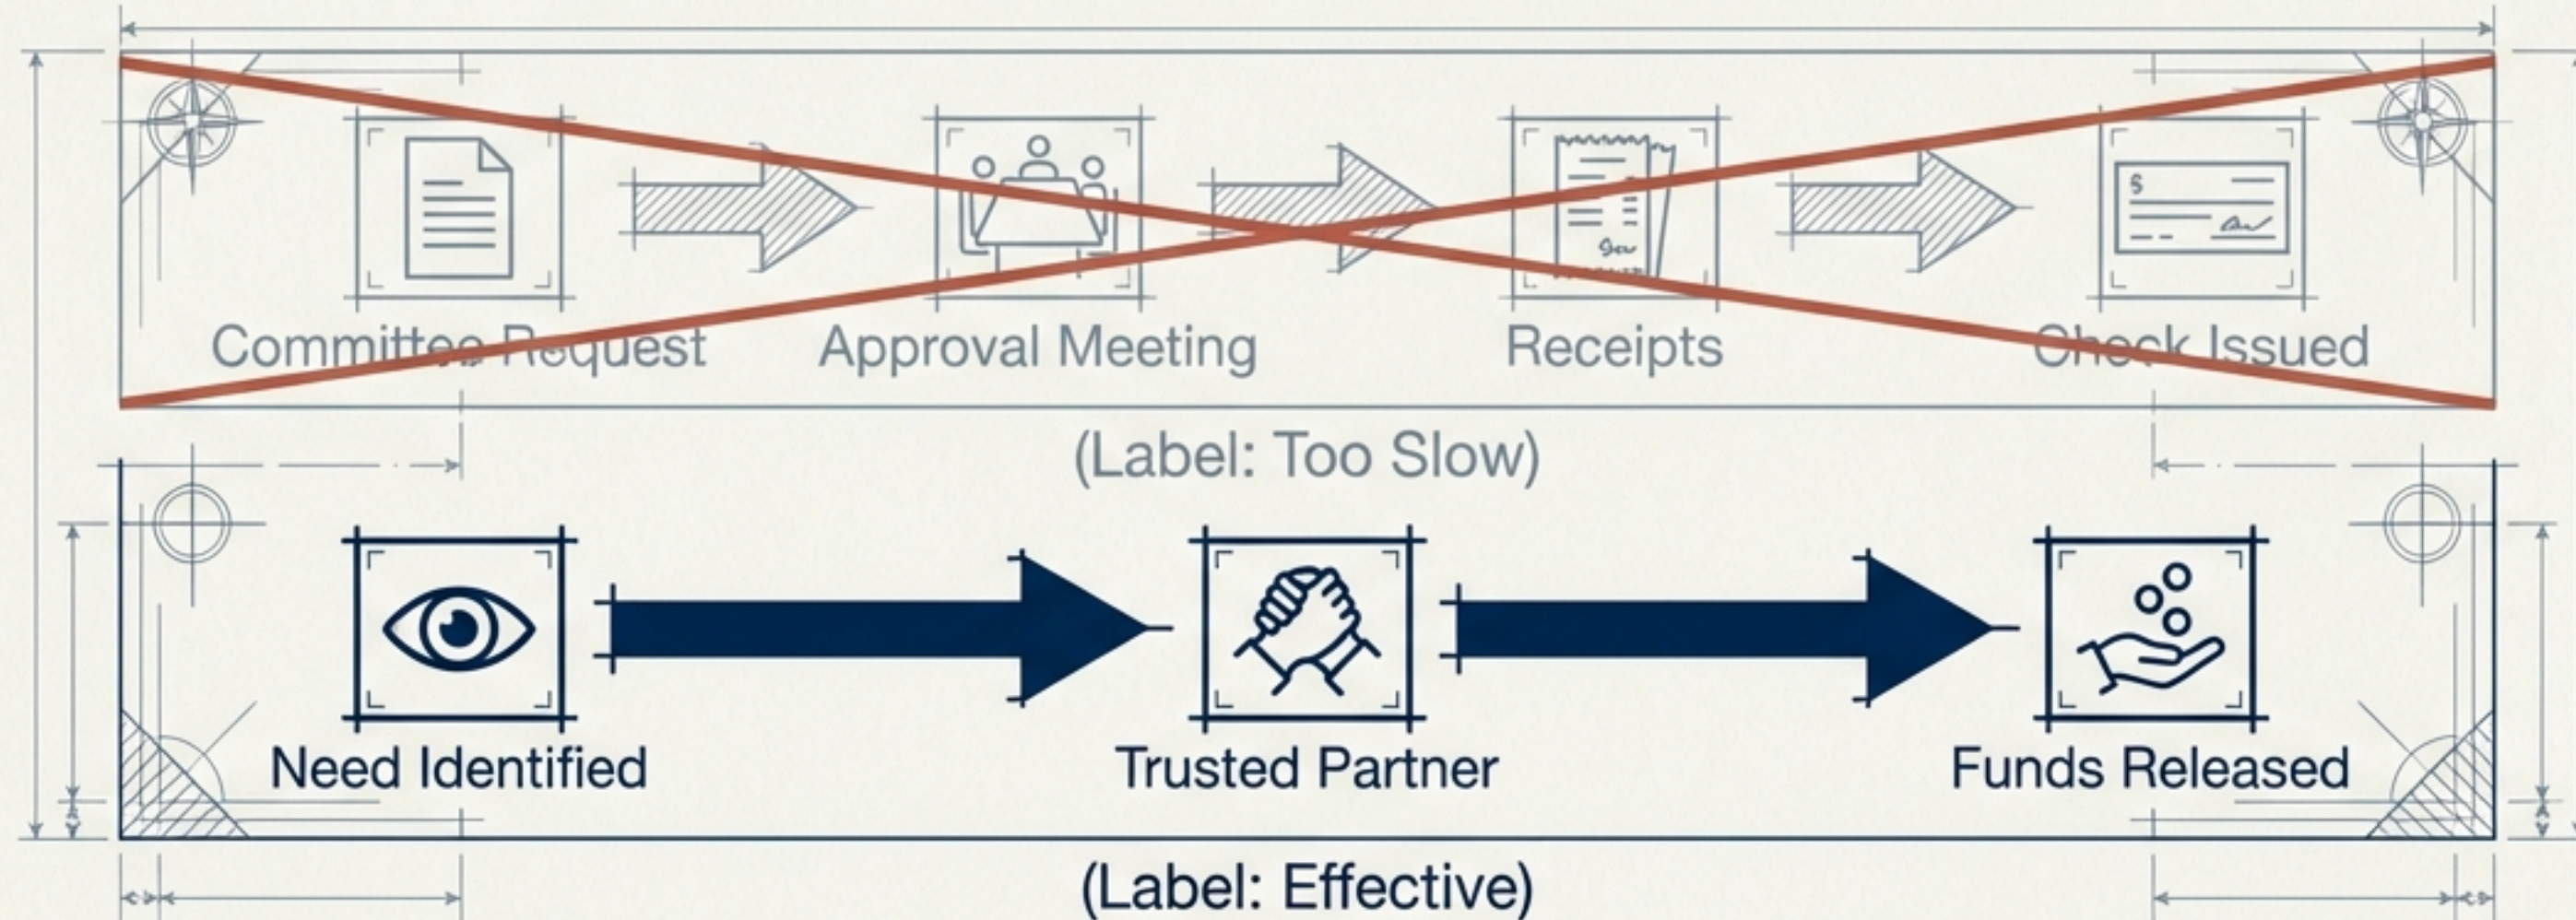 Committee Request
Approval Meeting
Receipts
$
Check Issued
(Label: Too Slow)
Need Identified
Trusted Partner
Funds Released
(Label: Effective)